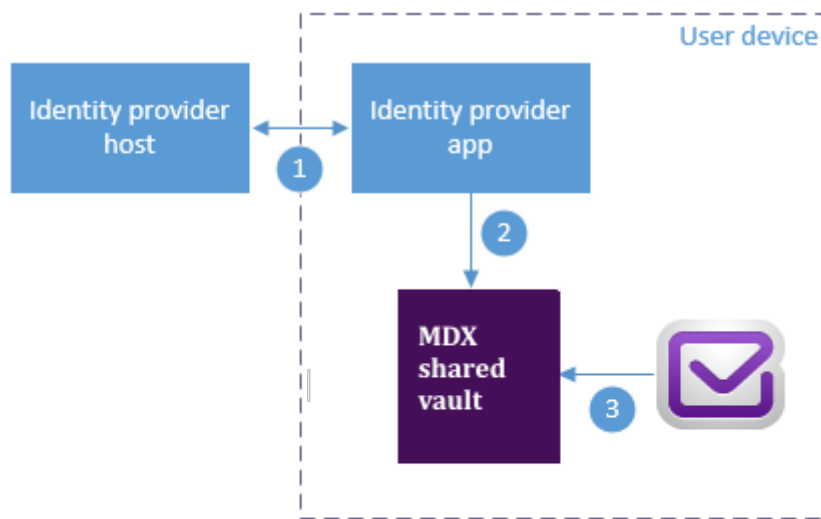 User device
Identity provider
host
Identity provider
app
1
2
MDX
shared
vault
3